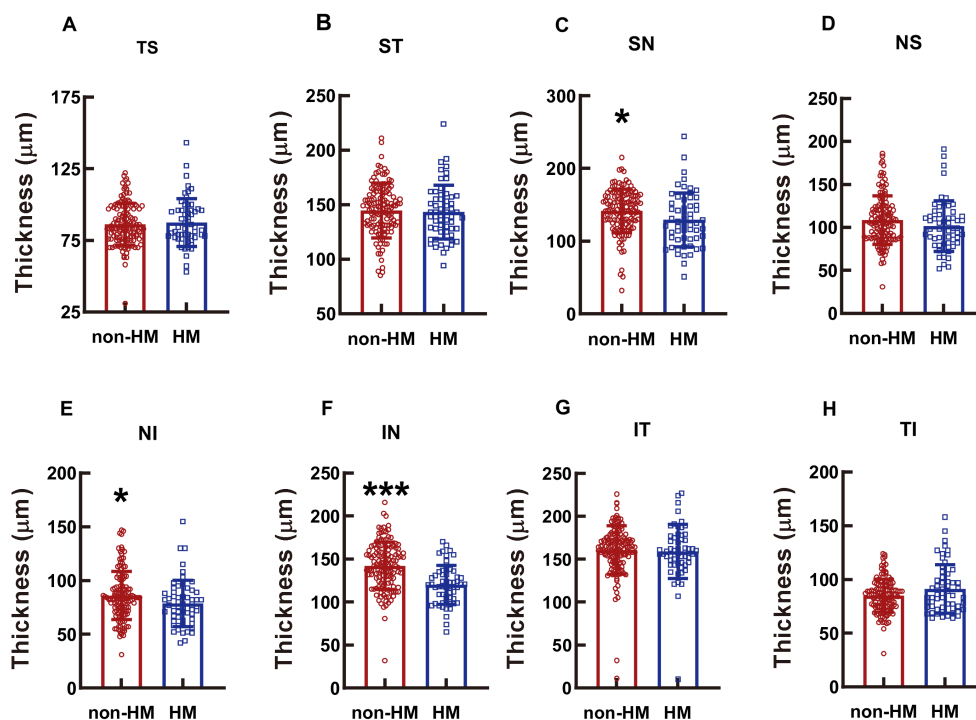 A
TS
Thickness (μm)
175
125
75
25
non-HM HM
B
ST
Thickness (μm)
250
200
150
100
50
non-HM HM
C
SN
Thickness (μm)
300
200
100
0
*
non-HM HM
D
NS
Thickness (μm)
250
200
150
100
50
0
non-HM HM
E
NI
Thickness (μm)
200
150
100
50
0
*
non-HM HM
F
IN
Thickness (μm)
250
200
150
100
50
0
***
non-HM HM
G
IT
Thickness (μm)
250
200
150
100
50
0
non-HM HM
H
TI
Thickness (μm)
200
150
100
50
0
non-HM HM